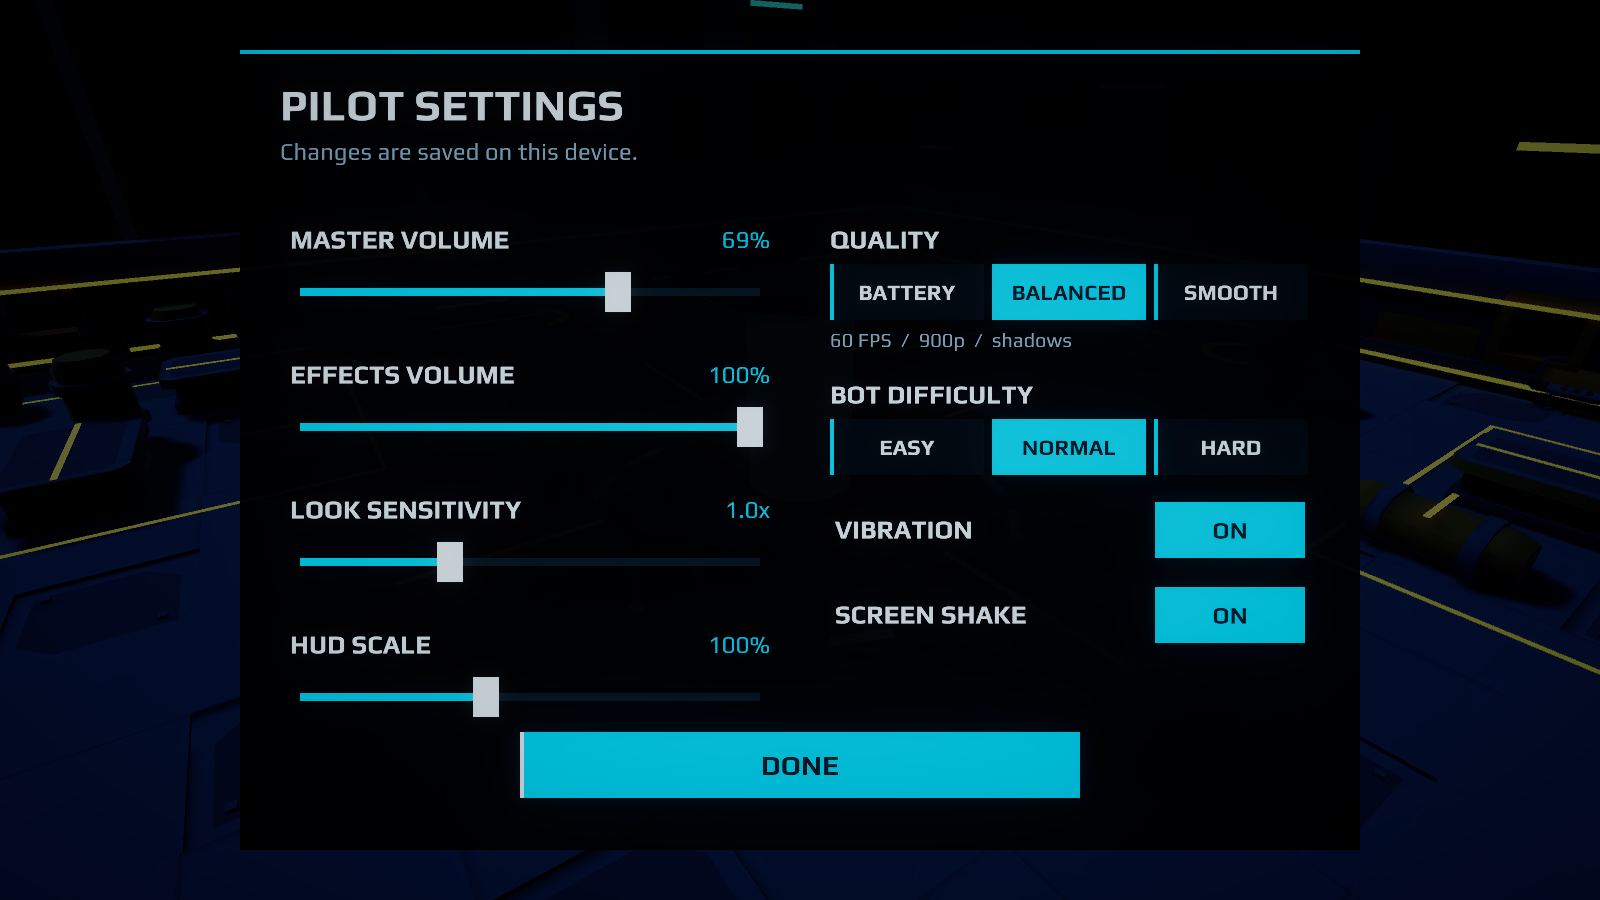 PILOT SETTINGS
Changes are saved on this device.
MASTER VOLUME 69%
EFFECTS VOLUME 100%
LOOK SENSITIVITY 1.0x
HUD SCALE 100%
QUALITY
BATTERY BALANCED SMOOTH
60 FPS / 900p / shadows
BOT DIFFICULTY
EASY NORMAL HARD
VIBRATION ON
SCREEN SHAKE ON
DONE